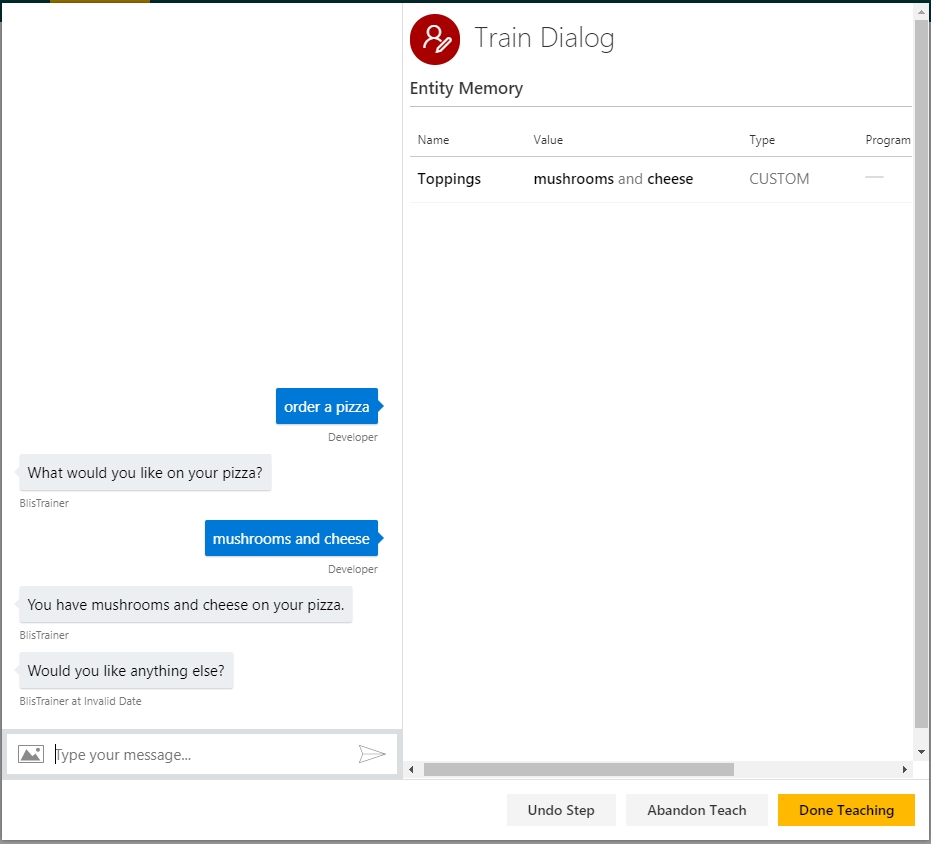 order a pizza
Developer
What would you like on your pizza?
BlisTrainer
mushrooms and cheese
Developer
You have mushrooms and cheese on your pizza.
BlisTrainer
Would you like anything else?
BlisTrainer at Invalid Date
Type your message...
Train Dialog
Entity Memory
Name Value Type Program
Toppings mushrooms and cheese CUSTOM —
Undo Step Abandon Teach Done Teaching